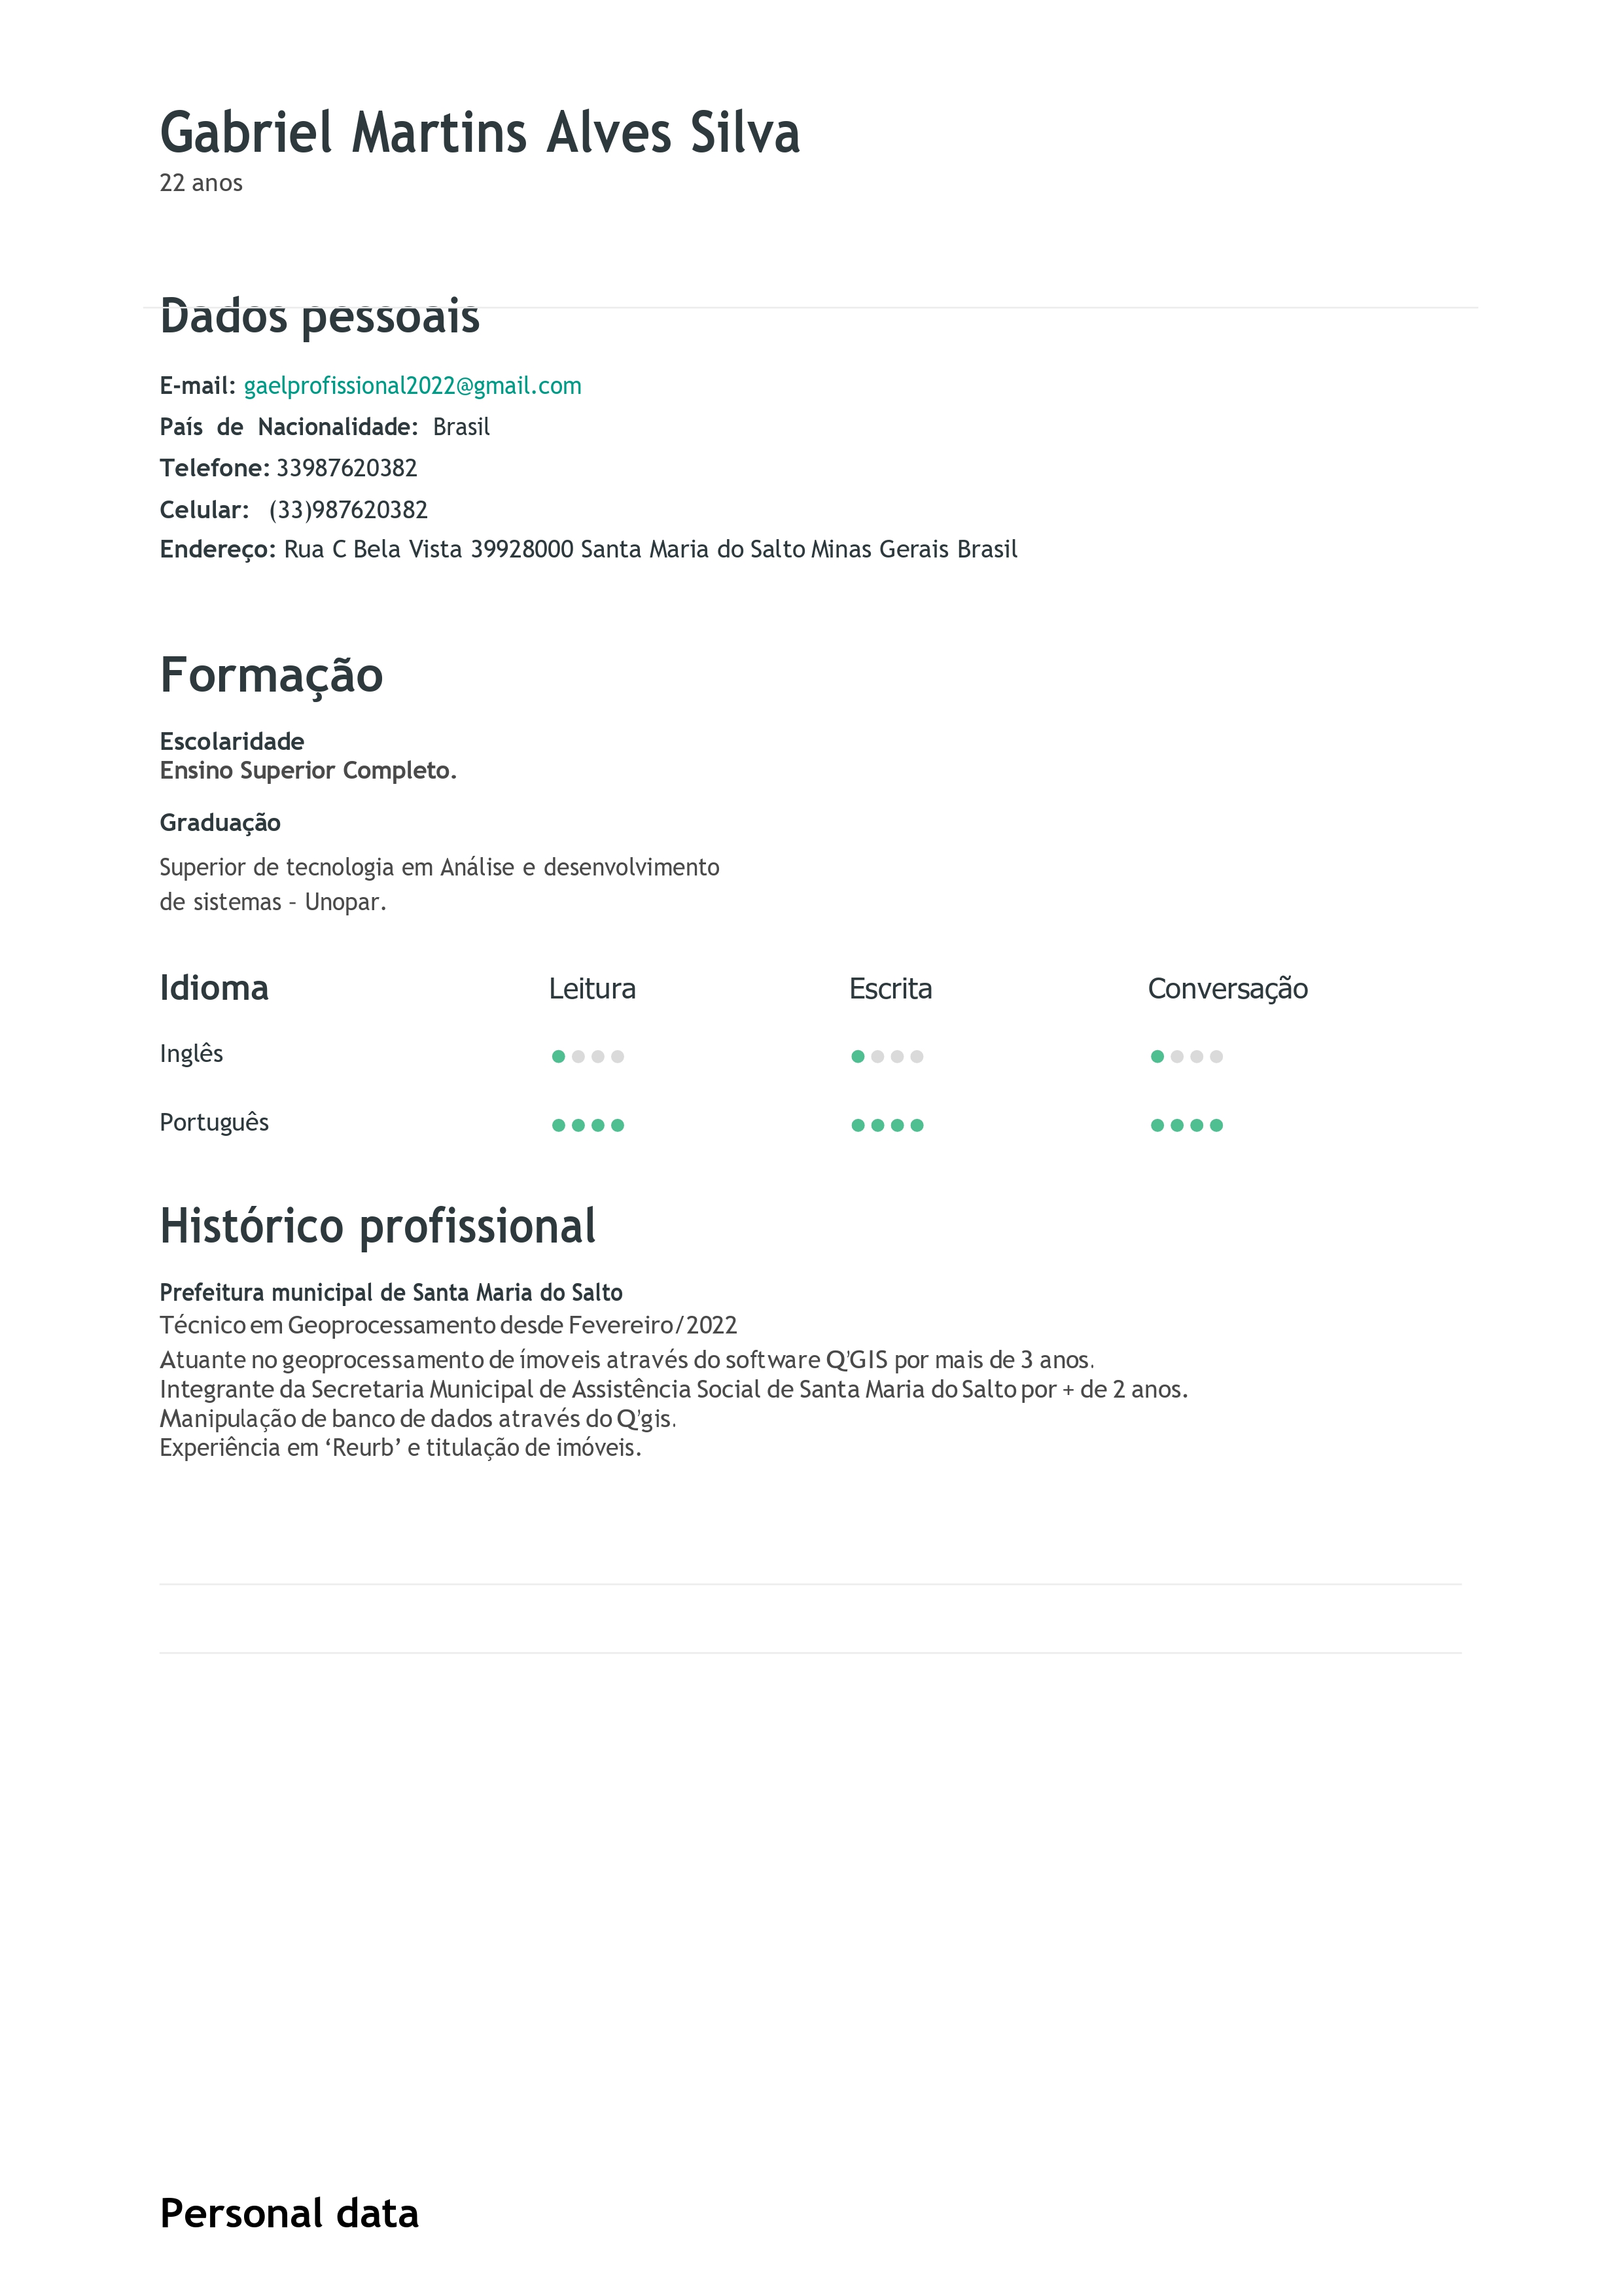 Gabriel Martins Alves Silva
22 anos
Dados pessoais
E-mail: gaelprofissional2022@gmail.com
País de Nacionalidade: Brasil
Telefone: 33987620382
Celular: (33)987620382
Endereço: Rua C Bela Vista 39928000 Santa Maria do Salto Minas Gerais Brasil
Formação
Escolaridade
Ensino Superior Completo.
Graduação
Superior de tecnologia em Análise e desenvolvimento
de sistemas – Unopar.
Idioma Leitura Escrita Conversação
Inglês
Português
Histórico profissional
Prefeitura municipal de Santa Maria do Salto
Técnico em Geoprocessamento desde Fevereiro/2022
Atuante no geoprocessamento de ímoveis através do software Q'GIS por mais de 3 anos.
Integrante da Secretaria Municipal de Assistência Social de Santa Maria do Salto por + de 2 anos.
Manipulação de banco de dados através do Q'gis.
Experiência em ‘Reurb’ e titulação de imóveis.
Personal data